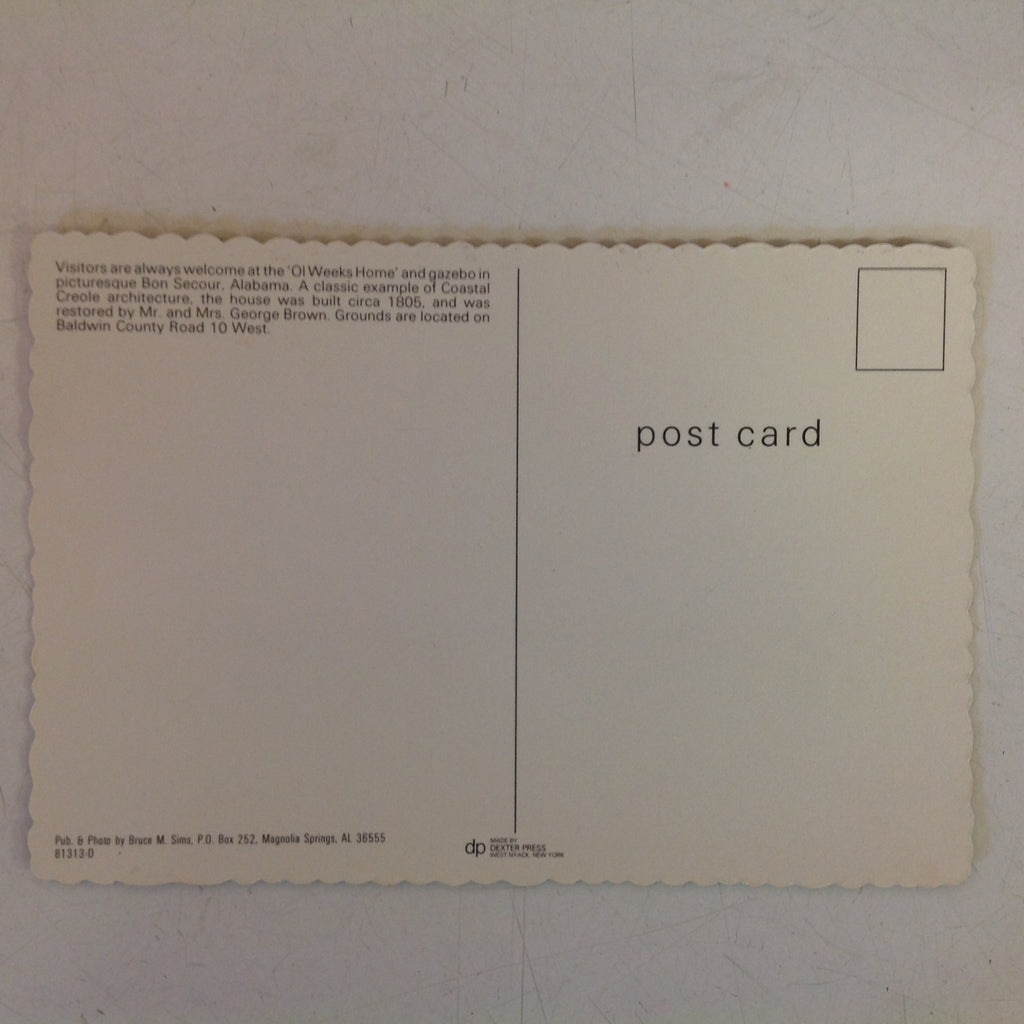 Visitors are always welcome at the 'Ol Weeks Home' and gazebo in
picturesque Bon Secour, Alabama. A classic example of Coastal
Creole architecture, the house was built circa 1805, and was
restored by Mr. and Mrs. George Brown. Grounds are located on
Baldwin County Road 10 West.
post card
Pub. & Photo by Bruce M. Sims, P.O. Box 252, Magnolia Springs, AL 36555
81313-D
dp MADE BY
DEXTER PRESS
WEST NYACK, NEW YORK